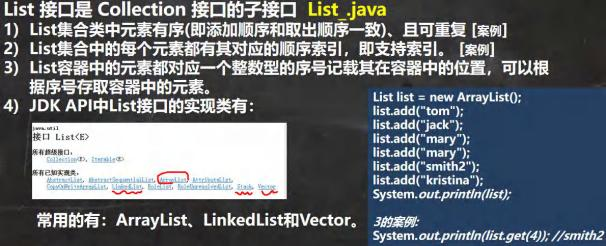 List 接口是 Collection 接口的子接口 List_.java
1) List集合类中元素有序(即添加顺序和取出顺序一致)、且可重复 [案例]
2) List集合中的每个元素都有其对应的顺序索引，即支持索引。 [案例]
3) List容器中的元素都对应一个整数型的序号记载其在容器中的位置，可以根
据序号存取容器中的元素。
4) JDK API中List接口的实现类有：
java.util
接口 List<E>
所有超级接口：
Collection<E>, Iterable<E>
所有已知实现类：
AbstractList, AbstractSequentialList, ArrayList, AttributeList,
CopyOnWriteArrayList, LinkedList, RoleList, RoleUnresolvedList, Stack, Vector
常用的有：ArrayList、LinkedList和Vector。
List list = new ArrayList();
list.add("tom");
list.add("jack");
list.add("mary");
list.add("mary");
list.add("smith2");
list.add("kristina");
System.out.println(list);
3的案例:
System.out.println(list.get(4)); //smith2